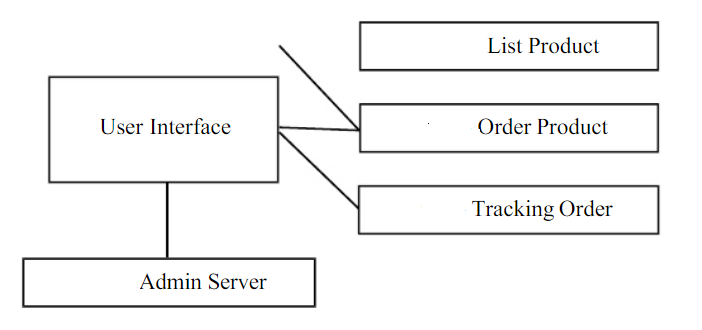 List Product
User Interface
Order Product
Tracking Order
Admin Server